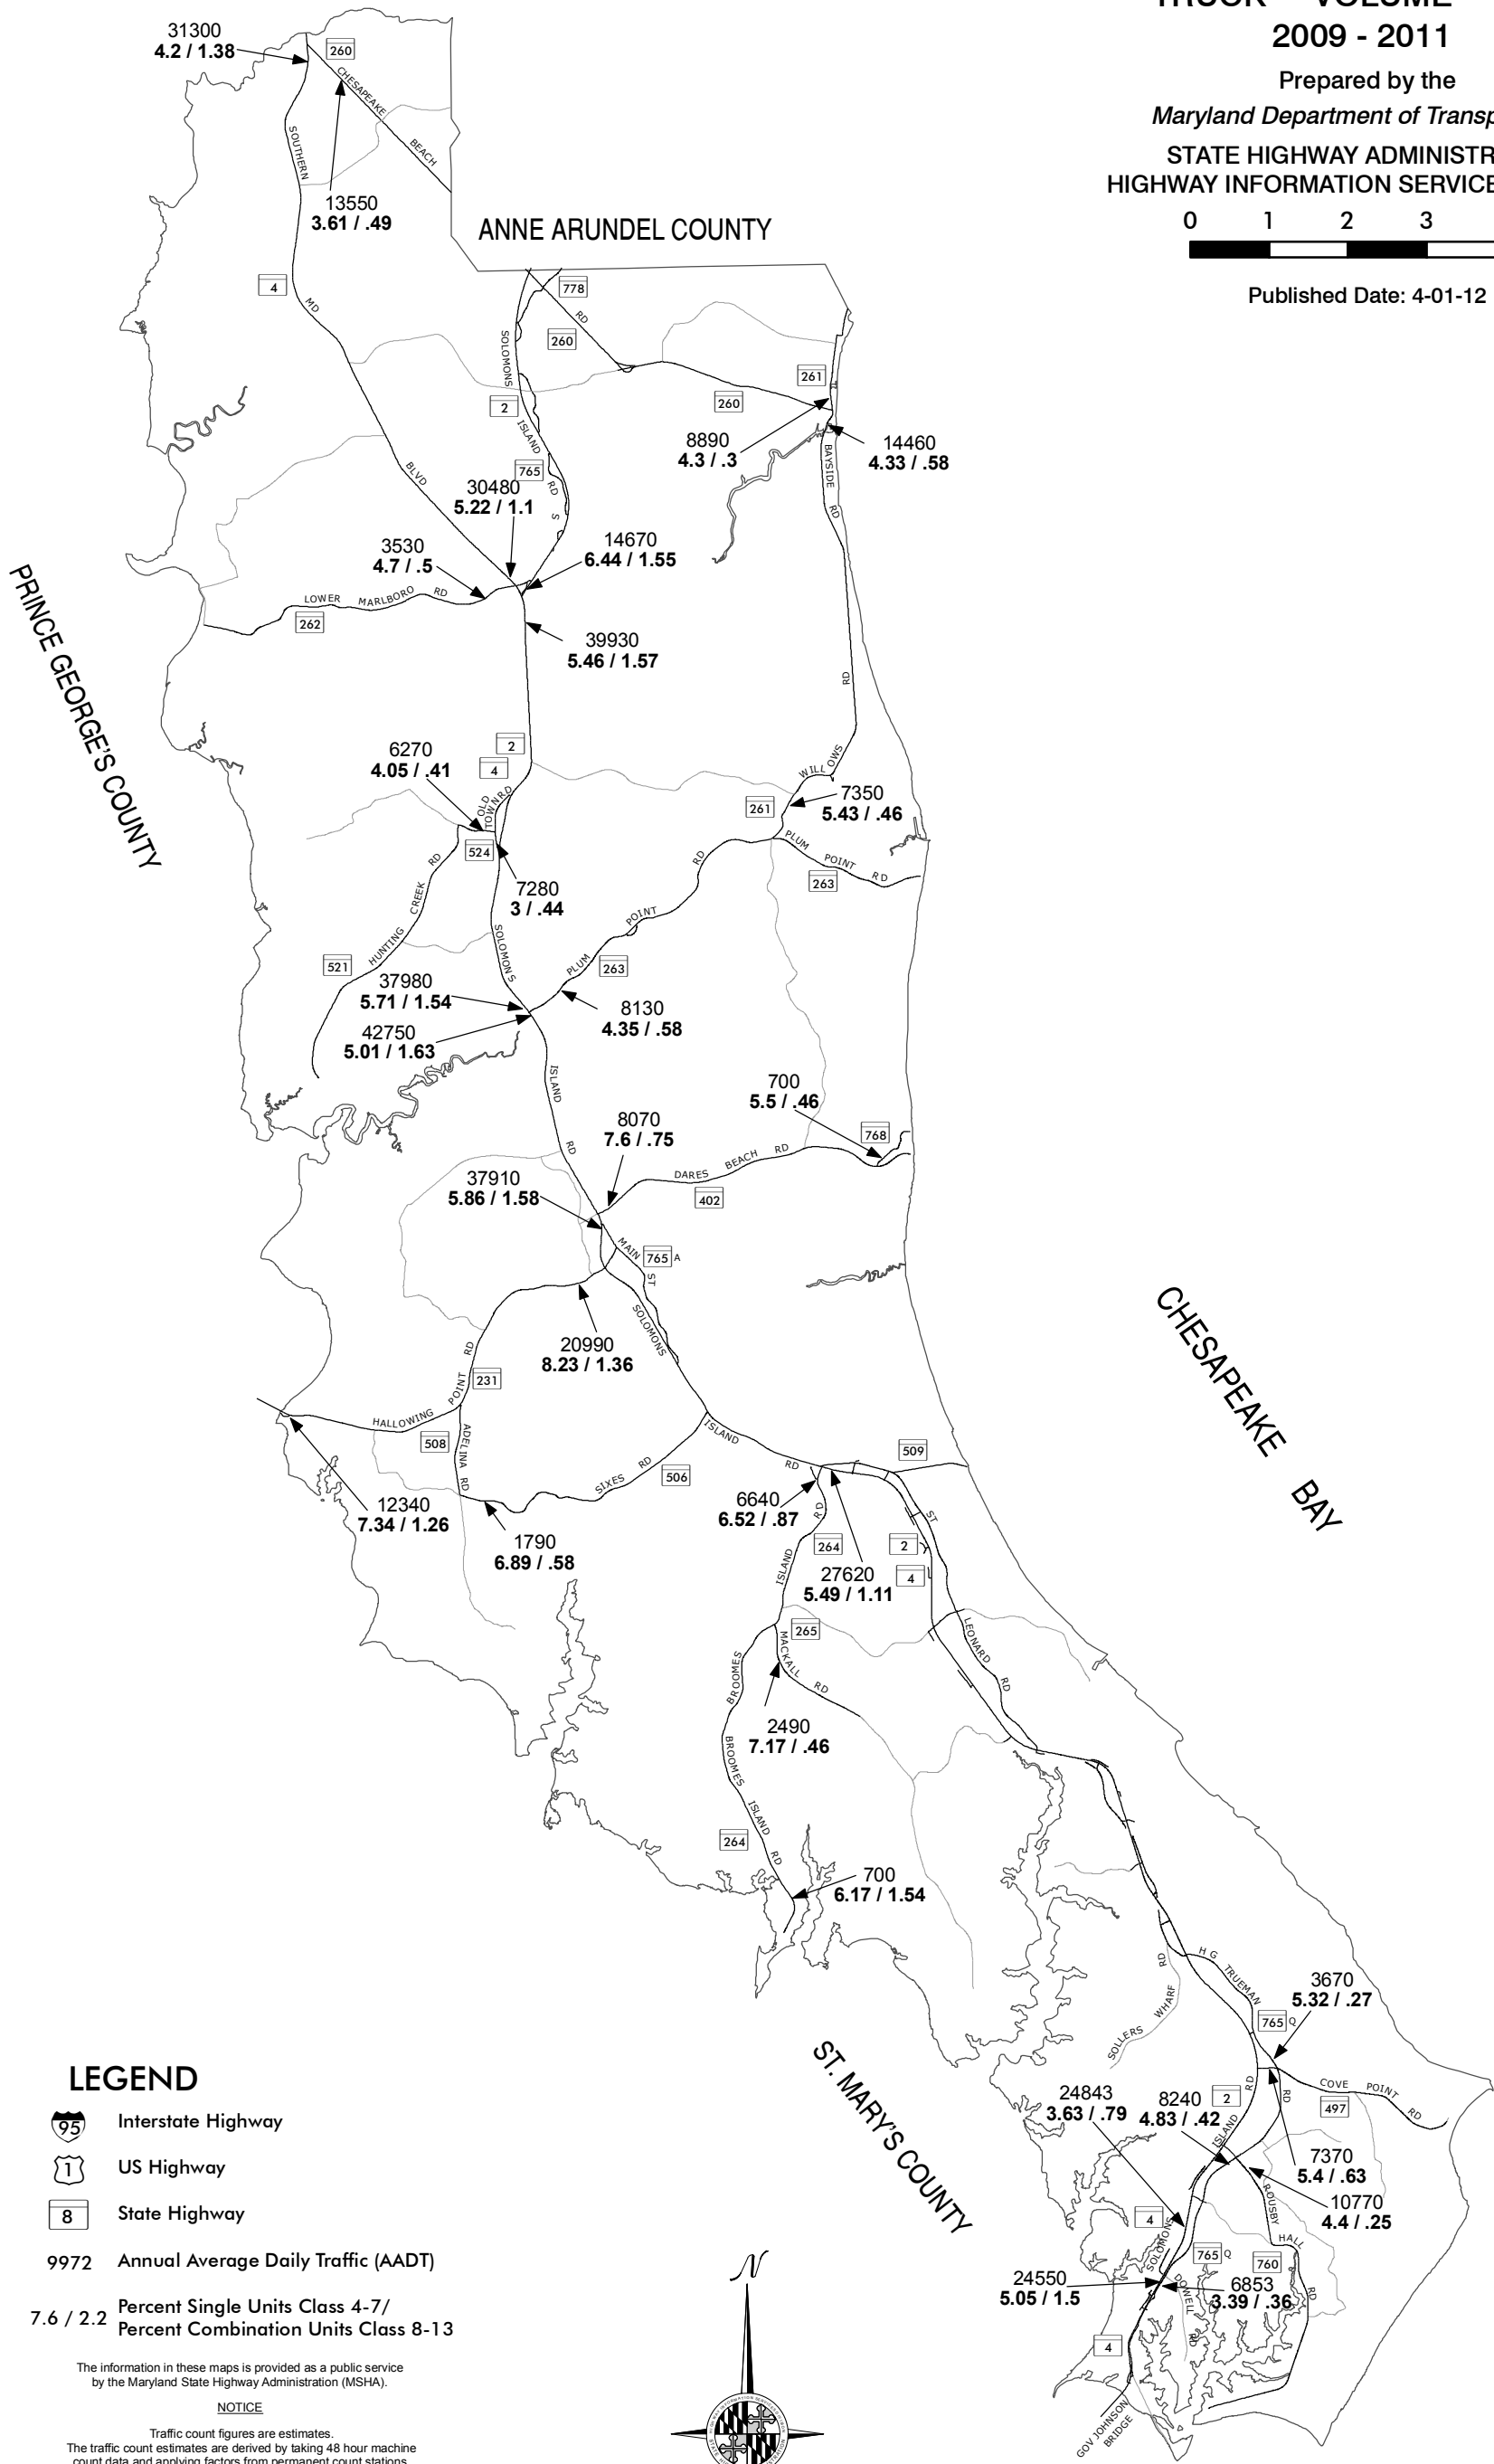 TRUCK VOLUME
2009 - 2011
Prepared by the
Maryland Department of Transp
STATE HIGHWAY ADMINISTR
HIGHWAY INFORMATION SERVICE
0 1 2 3
Published Date: 4-01-12
31300
4.2 / 1.38
260
CHESAPEAKE
BEACH
SOUTHERN
13550
3.61 / .49
ANNE ARUNDEL COUNTY
4
MD
778
RD
260
SOLOMONS
261
260
2
ISLAND
8890
4.3 / .3
14460
4.33 / .58
BAYSIDE
RD
BLVD
765
RD
S
30480
5.22 / 1.1
3530
4.7 / .5
14670
6.44 / 1.55
PRINCE GEORGE'S COUNTY
LOWER MARLBORO RD
262
39930
5.46 / 1.57
RD
2
4
6270
4.05 / .41
OLD
TOWN RD
WILLOWS
261
7350
5.43 / .46
524
PLUM POINT RD
263
CREEK RD
7280
3 / .44
HUNTING
521
SOLOMONS
PLUM POINT RD
263
37980
5.71 / 1.54
8130
4.35 / .58
42750
5.01 / 1.63
ISLAND
RD
700
5.5 / .46
768
8070
7.6 / .75
DARES BEACH RD
402
37910
5.86 / 1.58
MAIN
ST
765 A
SOLOMONS
20990
8.23 / 1.36
CHESAPEAKE BAY
231
HALLOWING POINT RD
508
ADELINA RD
ISLAND
RD
509
SIXES RD
506
12340
7.34 / 1.26
1790
6.89 / .58
6640
6.52 / .87
ST
264
2
27620
5.49 / 1.11
4
ISLAND RD
265
LEONARD
RD
BROOMES
MACKALL
RD
2490
7.17 / .46
BROOMES
ISLAND
RD
264
700
6.17 / 1.54
H G TRUEMAN
RD
SOLLERS WHARF
3670
5.32 / .27
765 Q
ST. MARY'S COUNTY
COVE POINT RD
497
RD
RD
24843
3.63 / .79
8240
4.83 / .42
2
ISLAND
7370
5.4 / .63
10770
4.4 / .25
ROUSBY
HALL
RD
4
SOLOMONS
765 Q
760
DOWELL
RD
24550
5.05 / 1.5
6853
3.39 / .36
4
GOV JOHNSON
BRIDGE
LEGEND
95 Interstate Highway
1 US Highway
8 State Highway
9972 Annual Average Daily Traffic (AADT)
7.6 / 2.2 Percent Single Units Class 4-7/
Percent Combination Units Class 8-13
The information in these maps is provided as a public service
by the Maryland State Highway Administration (MSHA).
NOTICE
Traffic count figures are estimates.
The traffic count estimates are derived by taking 48 hour machine
count data and applying factors from permanent count stations.
N